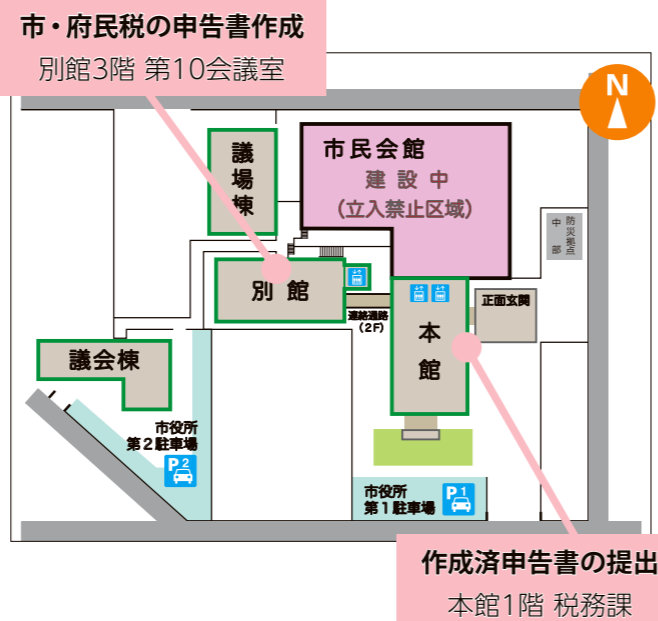 市・府民税の申告書作成
別館3階 第10会議室
N
議場棟
市民会館
建設中
(立入禁止区域)
防災拠点
中部
別館
連絡通路
(2F)
正面玄関
本館
議会棟
市役所
第2駐車場
P2
市役所
第1駐車場
P1
作成済申告書の提出
本館1階 税務課